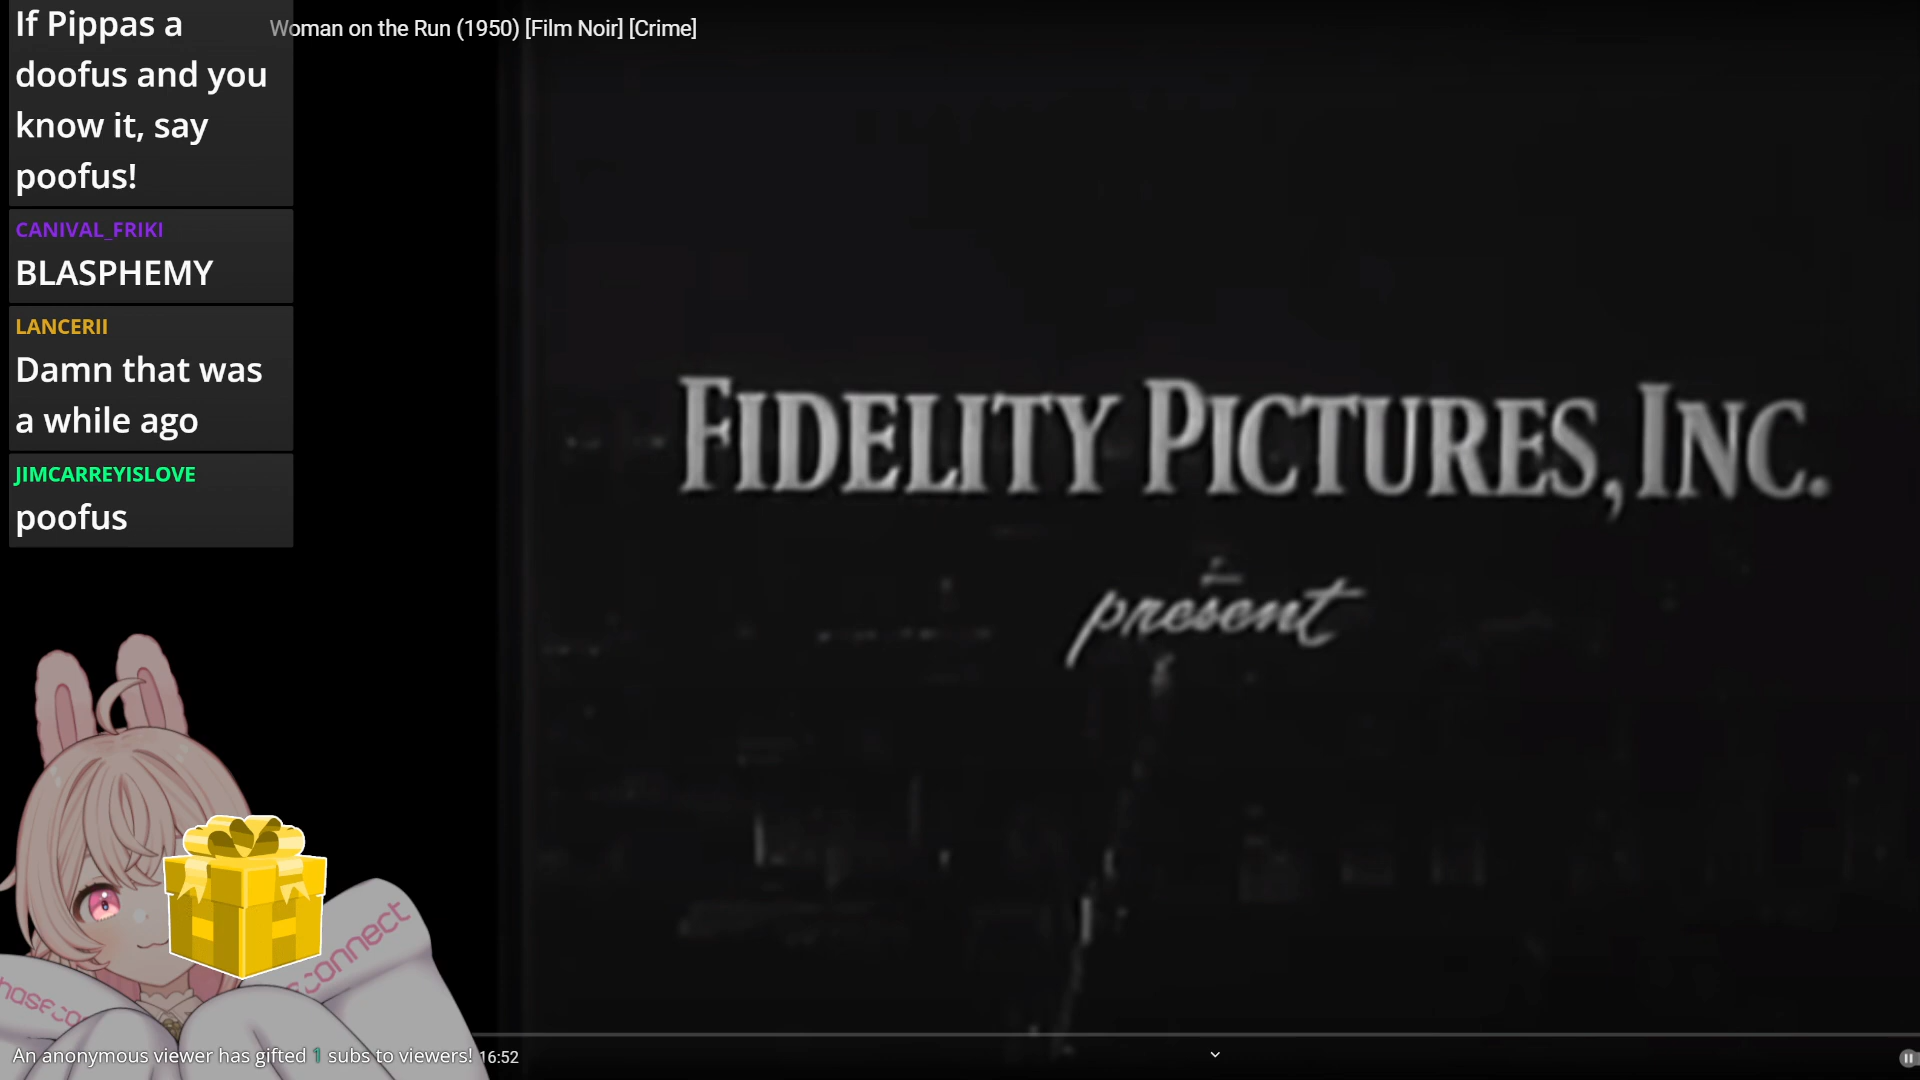 If Pippas a
doofus and you
know it, say
poofus!
CANIVAL_FRIKI
BLASPHEMY
LANCERII
Damn that was
a while ago
JIMCARREYISLOVE
poofus
Woman on the Run (1950) [Film Noir] [Crime]
FIDELITY PICTURES, INC.
present
connect
An anonymous viewer has gifted 1 subs to viewers!
16:52